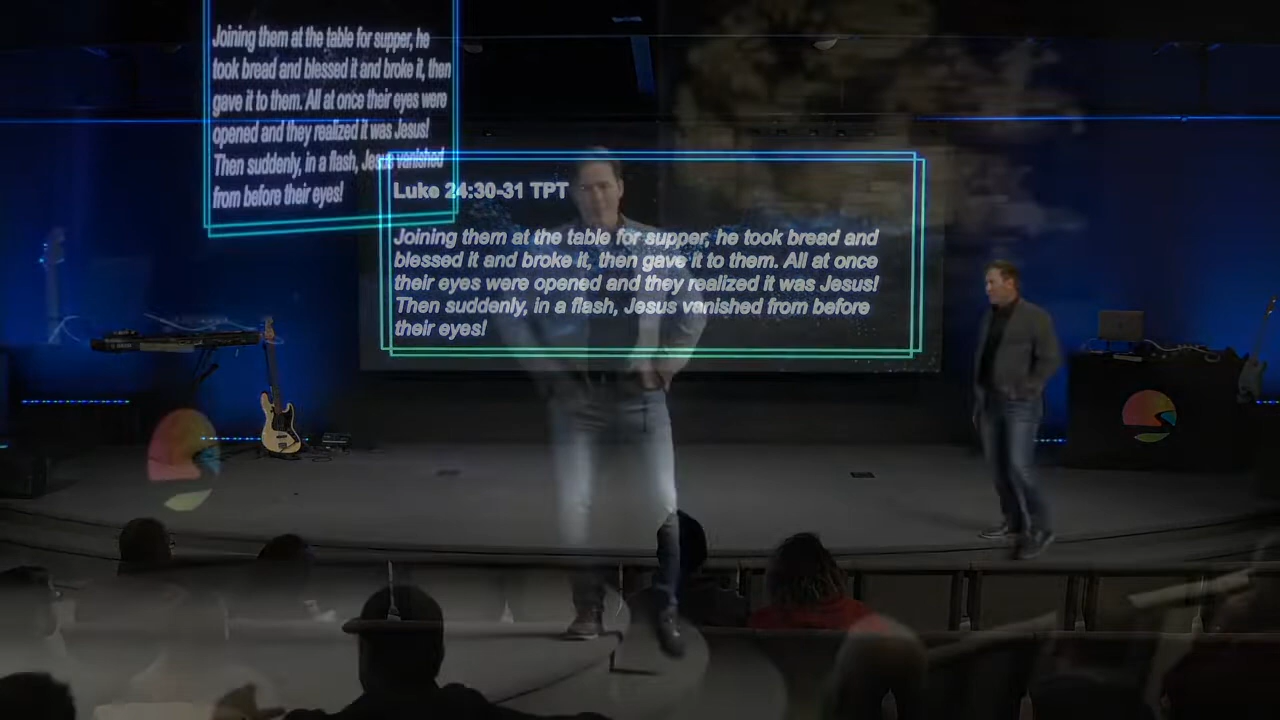 Joining them at the table for supper, he
took bread and blessed it and broke it, then
gave it to them. All at once their eyes were
opened and they realized it was Jesus!
Then suddenly, in a flash, Jesus vanished
from before their eyes!
Luke 24:30-31 TPT
Joining them at the table for supper, he took bread and
blessed it and broke it, then gave it to them. All at once
their eyes were opened and they realized it was Jesus!
Then suddenly, in a flash, Jesus vanished from before
their eyes!